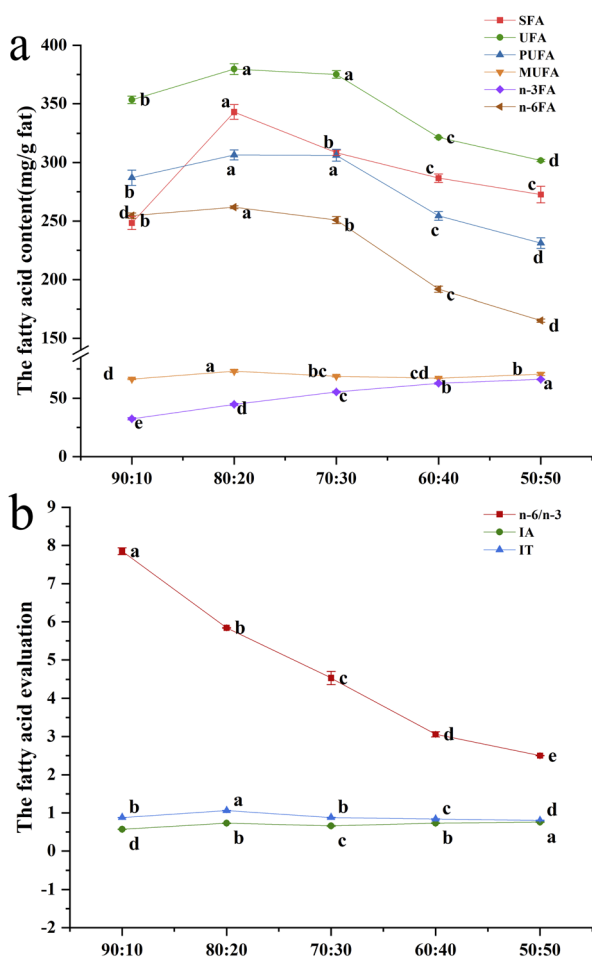 a
SFA
UFA
PUFA
MUFA
n-3FA
n-6FA
The fatty acid content(mg/g fat)
400
350
300
250
200
150
50
0
b
a
a
c
d
a
b
c
c
b
a
a
c
d
d
b
a
b
c
d
d
a
bc
cd
b
e
d
c
b
a
90:10
80:20
70:30
60:40
50:50
b
n-6/n-3
IA
IT
The fatty acid evaluation
9
8
7
6
5
4
3
2
1
0
-1
-2
a
b
c
d
e
b
a
b
c
d
d
b
c
b
a
90:10
80:20
70:30
60:40
50:50